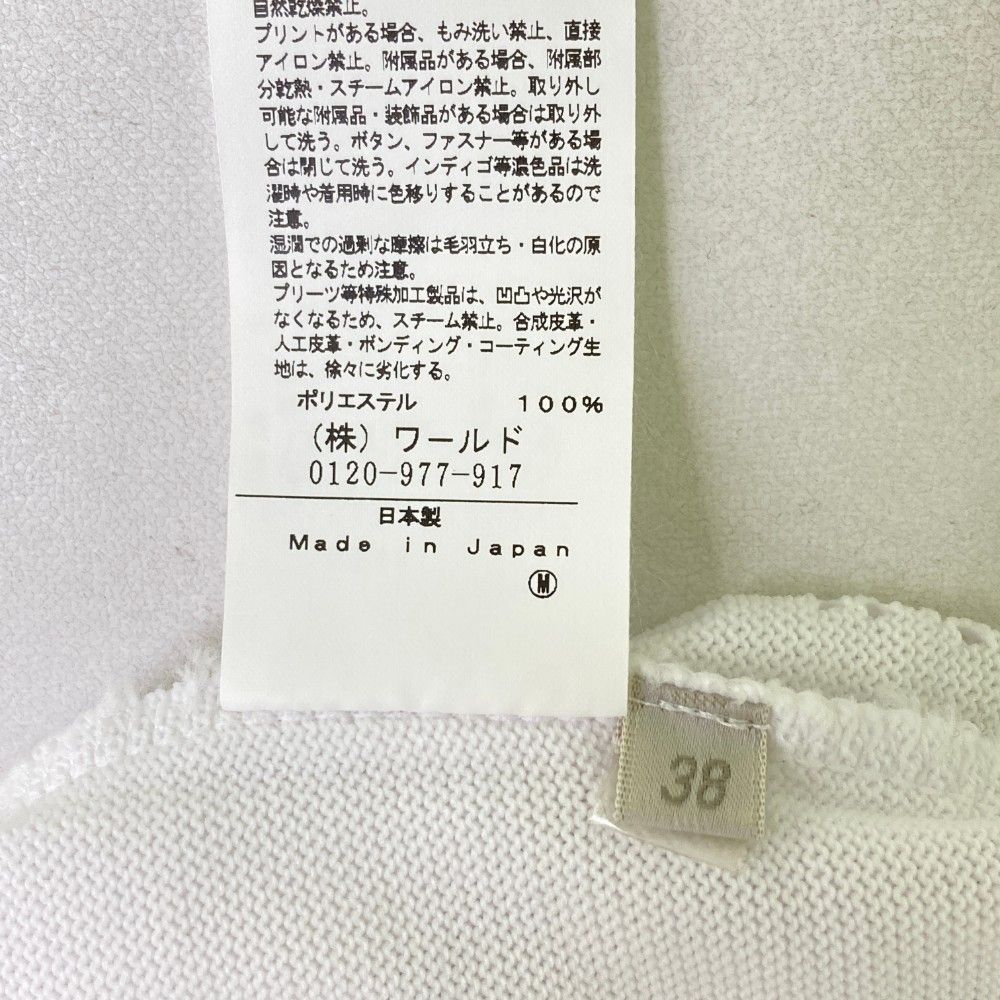 自然乾燥禁止。
プリントがある場合、もみ洗い禁止、直接
アイロン禁止。附属品がある場合、附属部
分乾熱・スチームアイロン禁止。取り外し
可能な附属品・装飾品がある場合は取り外
して洗う。ボタン、ファスナー等がある場
合は閉じて洗う。インディゴ等濃色品は洗
濯時や着用時に色移りすることがあるので
注意。
湿潤での過剰な摩擦は毛羽立ち・白化の原
因となるため注意。
プリーツ等特殊加工製品は、凹凸や光沢が
なくなるため、スチーム禁止。合成皮革・
人工皮革・ボンディング・コーティング生
地は、徐々に劣化する。
ポリエステル 100%
(株) ワールド
0120-977-917
日本製
Made in Japan
Ⓜ
38